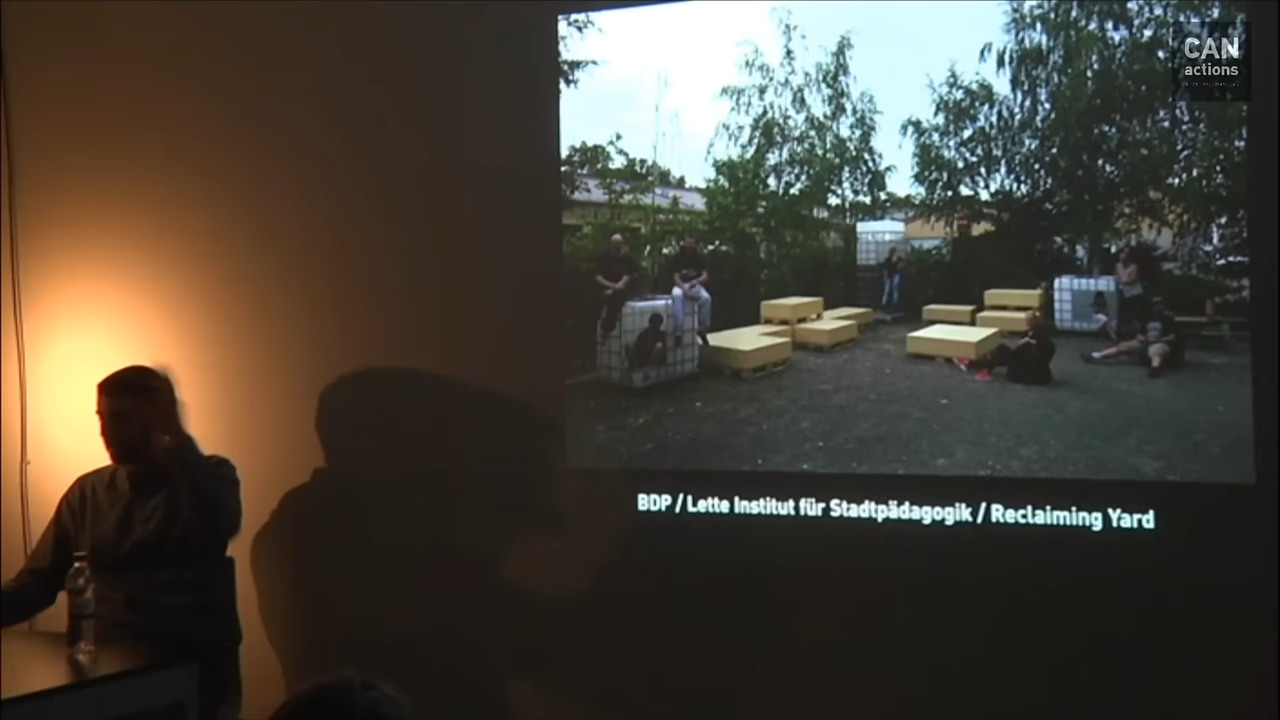 CAN
actions
BDP / Lette Institut für Stadtpädagogik / Reclaiming Yard